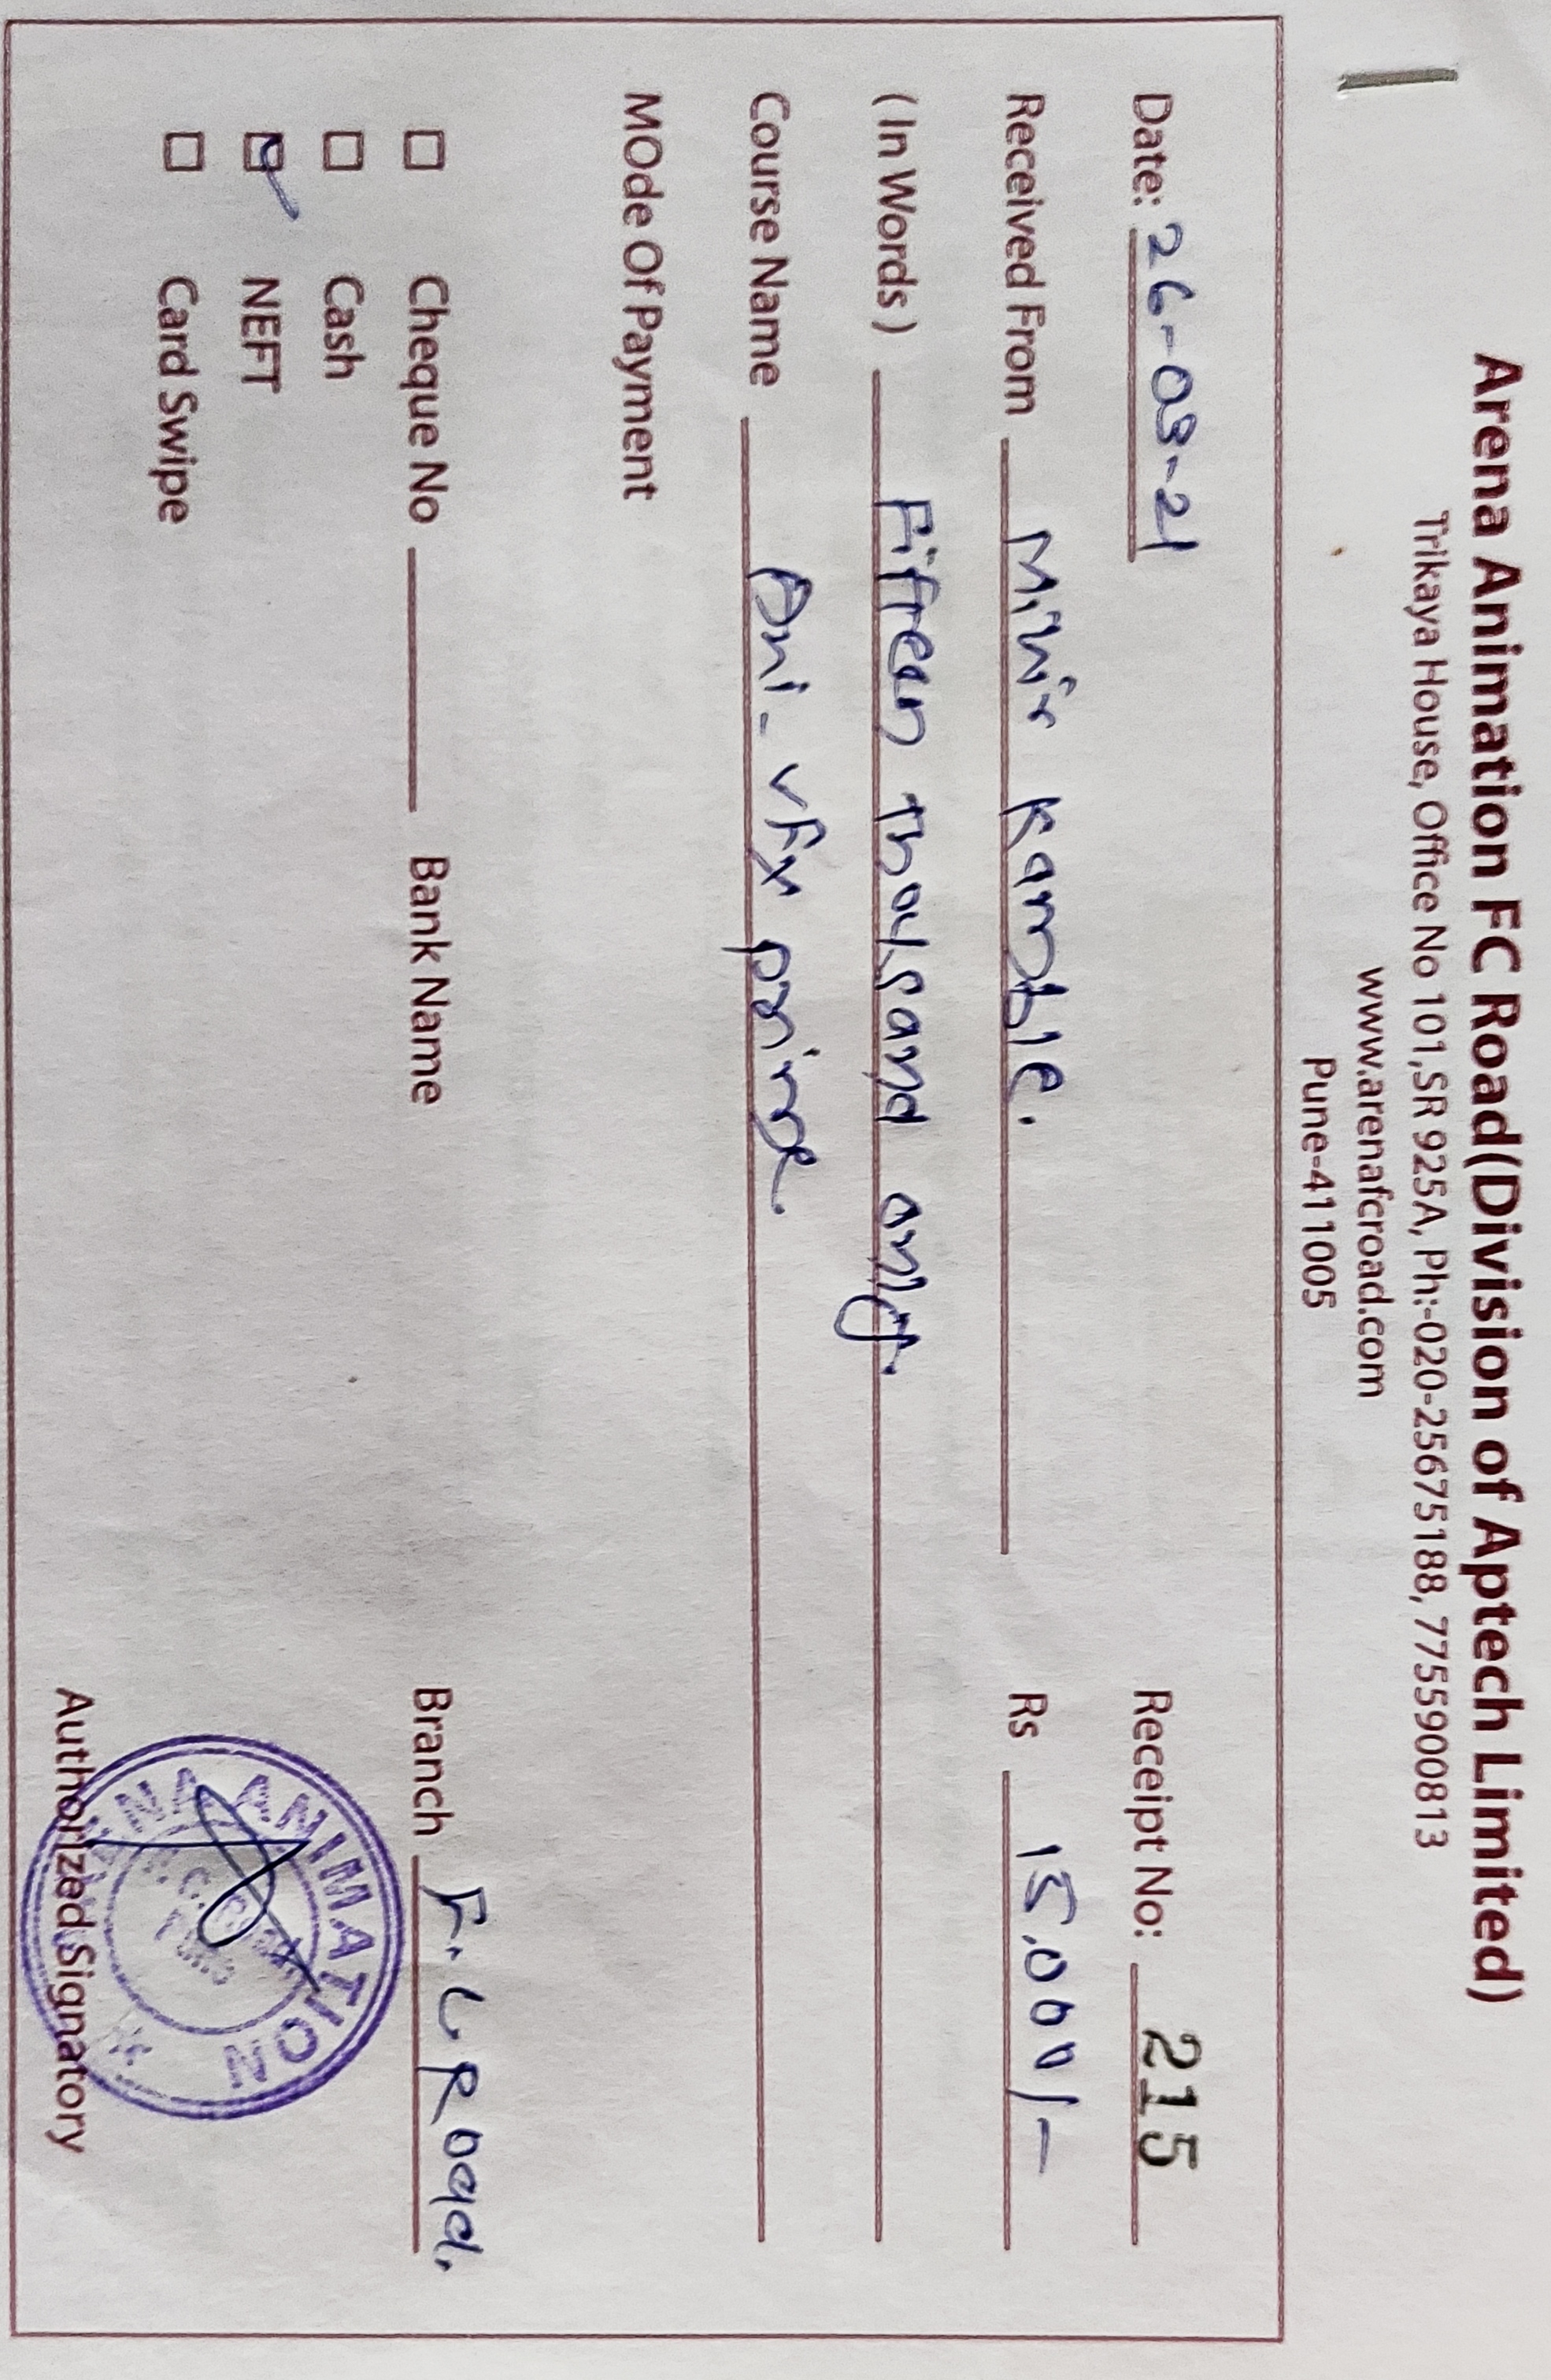 Arena Animation FC Road(Division of Aptech Limited)
Trikaya House, Office No 101,SR 925A, Ph:-020-25675188, 7755900813
www.arenafcroad.com
Pune-411005
Date: 26-09-21 Receipt No: 215
Received From Mihir Kamble. Rs 15,000/-
( In Words ) Fifteen Thousand only.
Course Name Ani-VFX prime.
MOde Of Payment
Cheque No Bank Name Branch F.C Road.
Cash
NEFT
Card Swipe
ARENA ANIMATION
Authorized Signatory